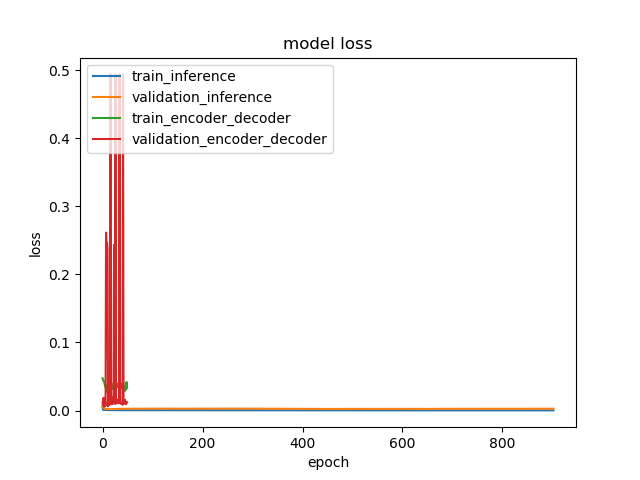 model loss
train_inference
validation_inference
train_encoder_decoder
validation_encoder_decoder
0.5
0.4
0.3
0.2
0.1
0.0
loss
0 200 400 600 800
epoch